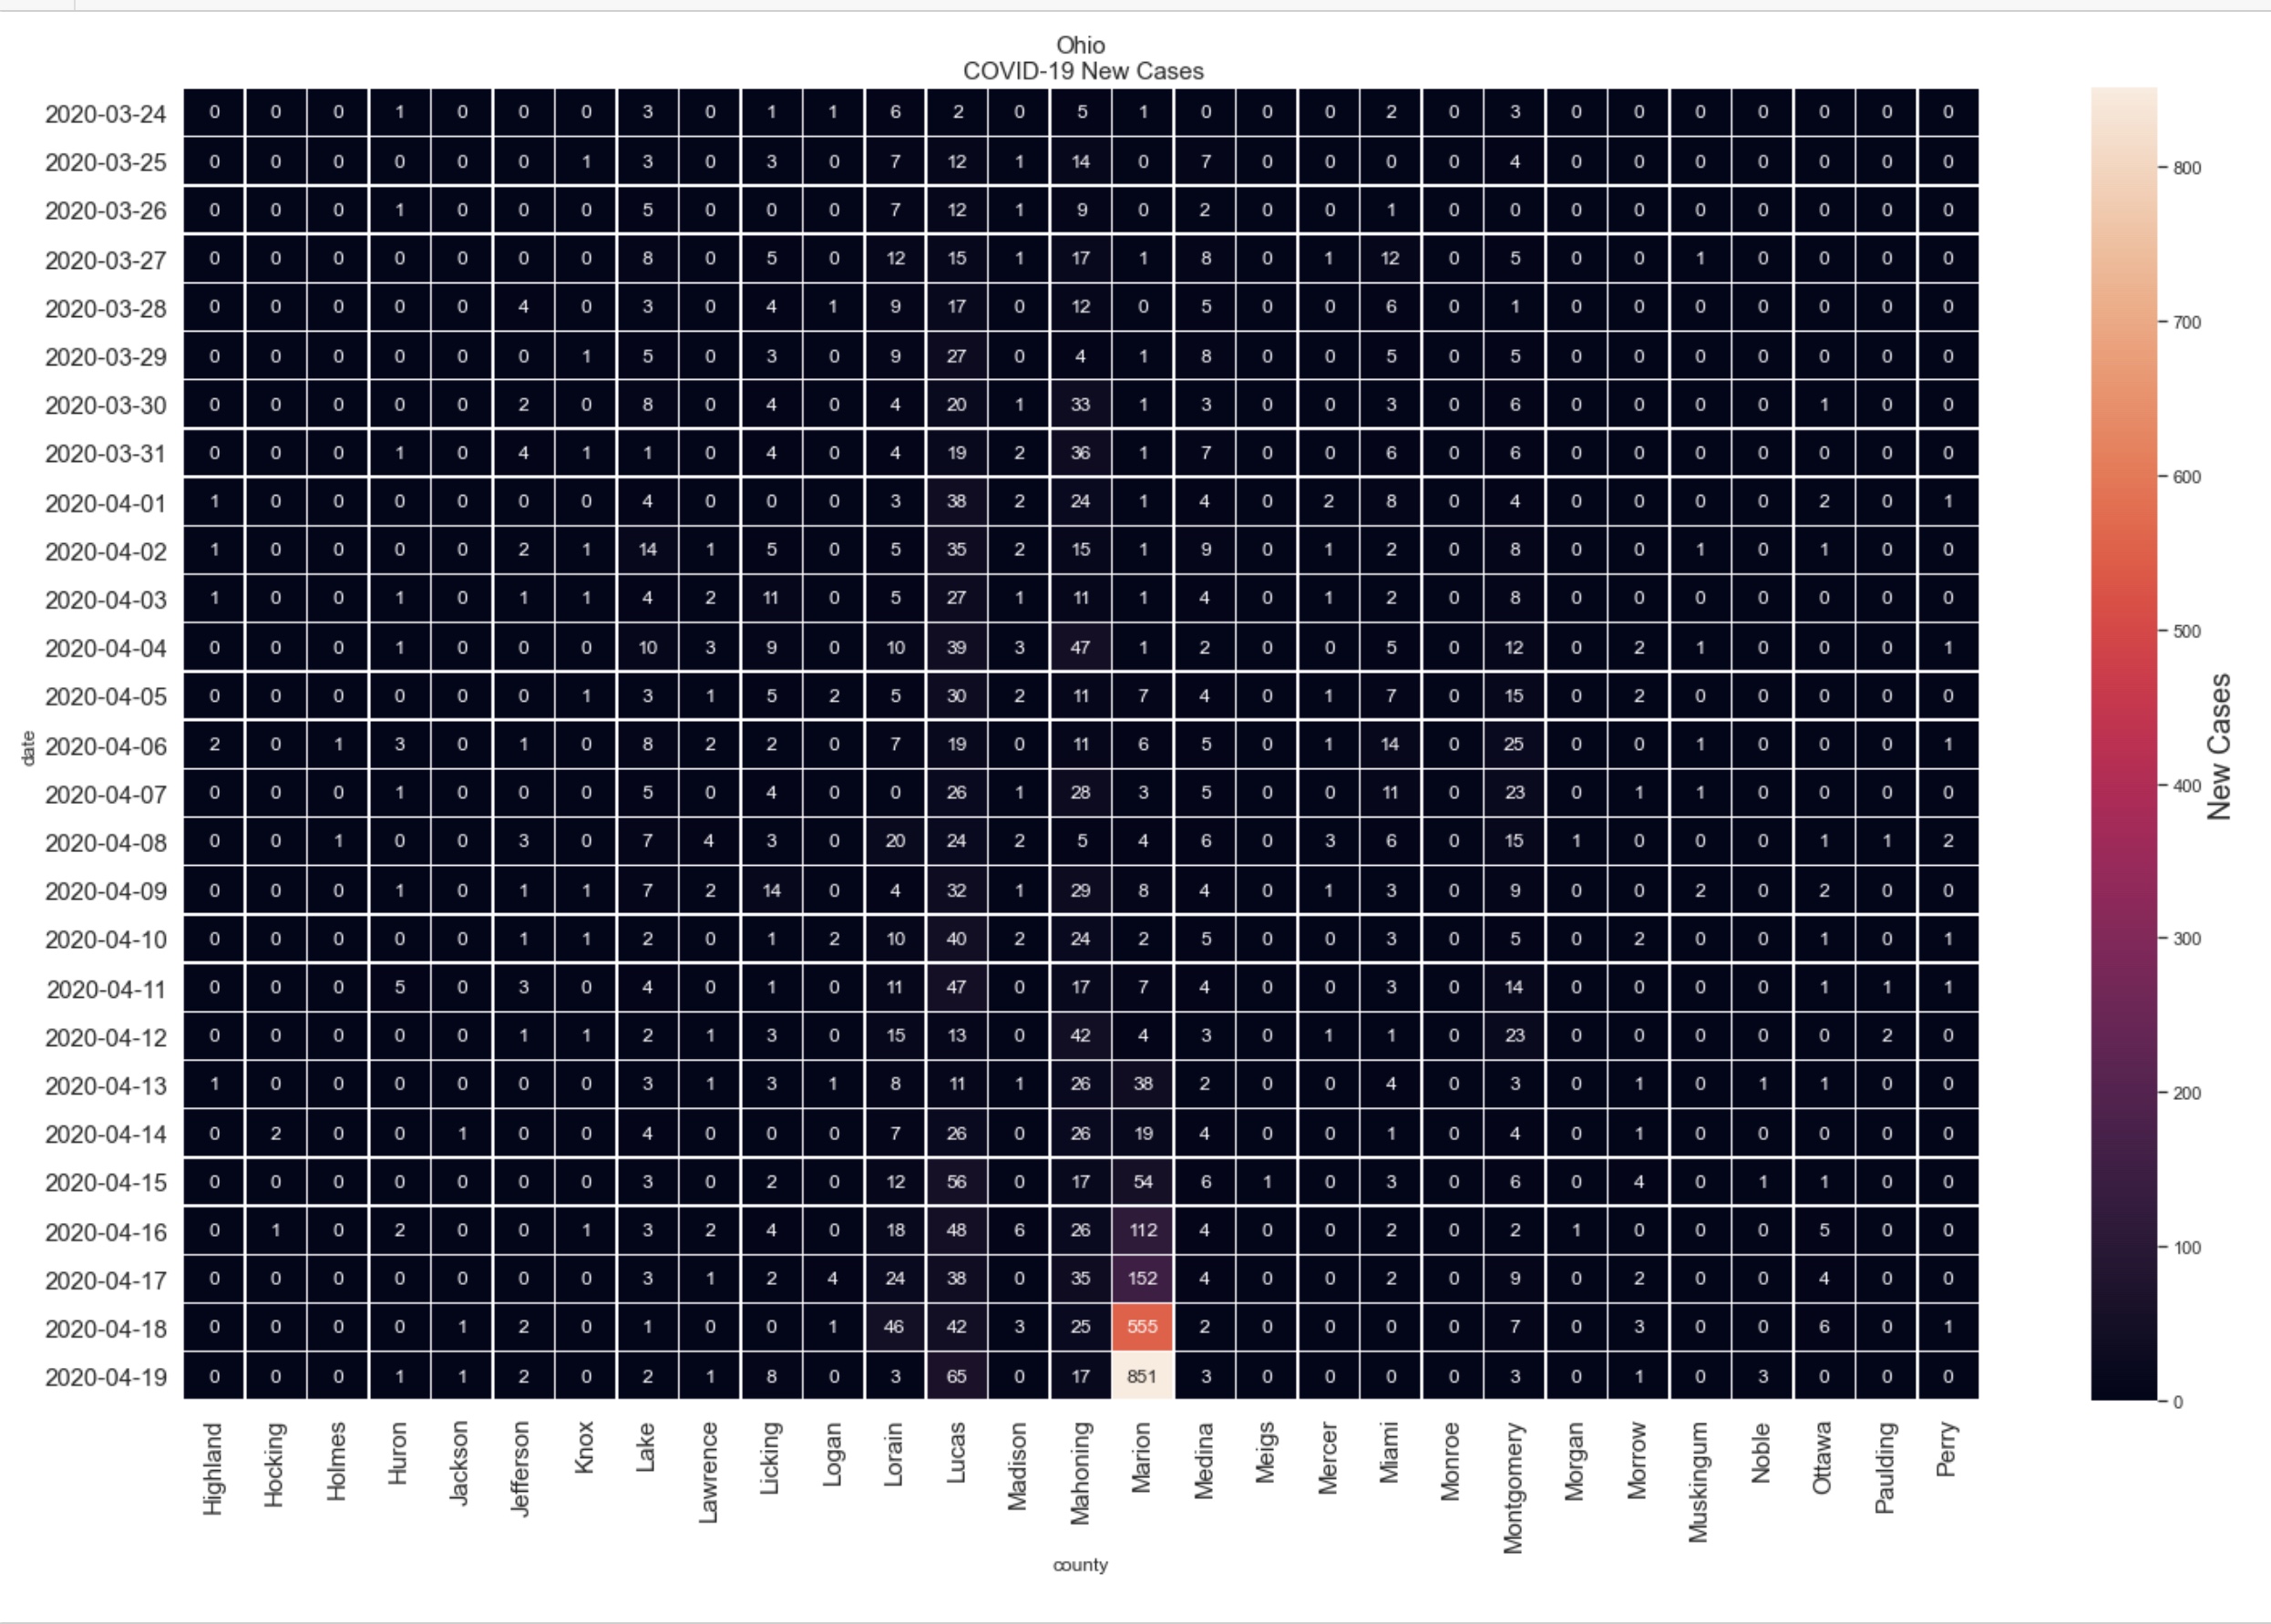 Ohio
COVID-19 New Cases
2020-03-24 0 0 0 1 0 0 0 3 0 1 1 6 2 0 5 1 0 0 0 2 0 3 0 0 0 0 0 0 0
2020-03-25 0 0 0 0 0 0 1 3 0 3 0 7 12 1 14 0 7 0 0 0 0 4 0 0 0 0 0 0 0
2020-03-26 0 0 0 1 0 0 0 5 0 0 0 7 12 1 9 0 2 0 0 1 0 0 0 0 0 0 0 0 0
2020-03-27 0 0 0 0 0 0 0 8 0 5 0 12 15 1 17 1 8 0 1 12 0 5 0 0 1 0 0 0 0
2020-03-28 0 0 0 0 0 4 0 3 0 4 1 9 17 0 12 0 5 0 0 6 0 1 0 0 0 0 0 0 0
2020-03-29 0 0 0 0 0 0 1 5 0 3 0 9 27 0 4 1 8 0 0 5 0 5 0 0 0 0 0 0 0
2020-03-30 0 0 0 0 0 2 0 8 0 4 0 4 20 1 33 1 3 0 0 3 0 6 0 0 0 0 1 0 0
2020-03-31 0 0 0 1 0 4 1 1 0 4 0 4 19 2 36 1 7 0 0 6 0 6 0 0 0 0 0 0 0
2020-04-01 1 0 0 0 0 0 0 4 0 0 0 3 38 2 24 1 4 0 2 8 0 4 0 0 0 0 2 0 1
2020-04-02 1 0 0 0 0 2 1 14 1 5 0 5 35 2 15 1 9 0 1 2 0 8 0 0 1 0 1 0 0
2020-04-03 1 0 0 1 0 1 1 4 2 11 0 5 27 1 11 1 4 0 1 2 0 8 0 0 0 0 0 0 0
2020-04-04 0 0 0 1 0 0 0 10 3 9 0 10 39 3 47 1 2 0 0 5 0 12 0 2 1 0 0 0 1
2020-04-05 0 0 0 0 0 0 1 3 1 5 2 5 30 2 11 7 4 0 1 7 0 15 0 2 0 0 0 0 0
2020-04-06 2 0 1 3 0 1 0 8 2 2 0 7 19 0 11 6 5 0 1 14 0 25 0 0 1 0 0 0 1
2020-04-07 0 0 0 1 0 0 0 5 0 4 0 0 26 1 28 3 5 0 0 11 0 23 0 1 1 0 0 0 0
2020-04-08 0 0 1 0 0 3 0 7 4 3 0 20 24 2 5 4 6 0 3 6 0 15 1 0 0 0 1 1 2
2020-04-09 0 0 0 1 0 1 1 7 2 14 0 4 32 1 29 8 4 0 1 3 0 9 0 0 2 0 2 0 0
2020-04-10 0 0 0 0 0 1 1 2 0 1 2 10 40 2 24 2 5 0 0 3 0 5 0 2 0 0 1 0 1
2020-04-11 0 0 0 5 0 3 0 4 0 1 0 11 47 0 17 7 4 0 0 3 0 14 0 0 0 0 1 1 1
2020-04-12 0 0 0 0 0 1 1 2 1 3 0 15 13 0 42 4 3 0 1 1 0 23 0 0 0 0 0 2 0
2020-04-13 1 0 0 0 0 0 0 3 1 3 1 8 11 1 26 38 2 0 0 4 0 3 0 1 0 1 1 0 0
2020-04-14 0 2 0 0 1 0 0 4 0 0 0 7 26 0 26 19 4 0 0 1 0 4 0 1 0 0 0 0 0
2020-04-15 0 0 0 0 0 0 0 3 0 2 0 12 56 0 17 54 6 1 0 3 0 6 0 4 0 1 1 0 0
2020-04-16 0 1 0 2 0 0 1 3 2 4 0 18 48 6 26 112 4 0 0 2 0 2 1 0 0 0 5 0 0
2020-04-17 0 0 0 0 0 0 0 3 1 2 4 24 38 0 35 152 4 0 0 2 0 9 0 2 0 0 4 0 0
2020-04-18 0 0 0 0 1 2 0 1 0 0 1 46 42 3 25 555 2 0 0 0 0 7 0 3 0 0 6 0 1
2020-04-19 0 0 0 1 1 2 0 2 1 8 0 3 65 0 17 851 3 0 0 0 0 3 0 1 0 3 0 0 0
date
Highland Hocking Holmes Huron Jackson Jefferson Knox Lake Lawrence Licking Logan Lorain Lucas Madison Mahoning Marion Medina Meigs Mercer Miami Monroe Montgomery Morgan Morrow Muskingum Noble Ottawa Paulding Perry
county
800
700
600
500
400
300
200
100
0
New Cases